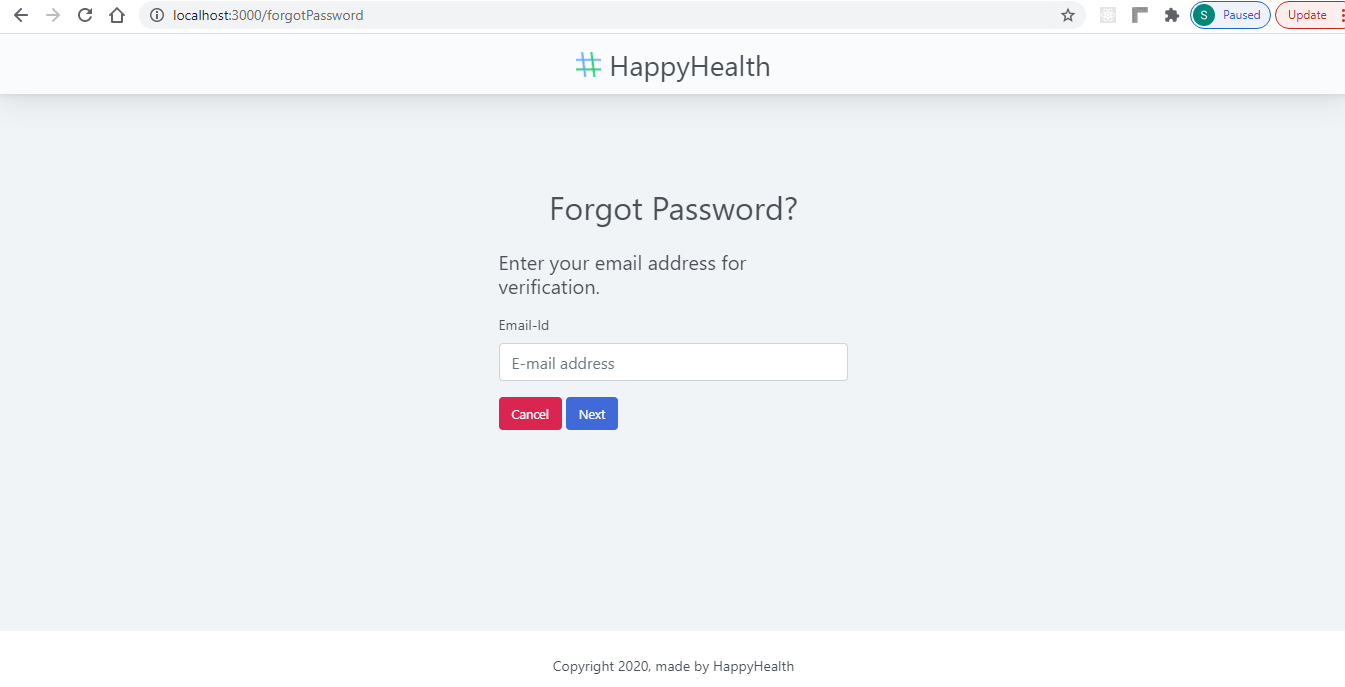 localhost:3000/forgotPassword
S Paused Update
HappyHealth
Forgot Password?
Enter your email address for
verification.
Email-Id
E-mail address
Cancel Next
Copyright 2020, made by HappyHealth